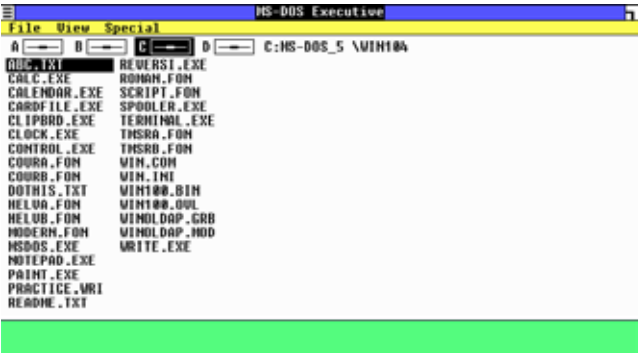 MS-DOS Executive
File View Special
A B C D C:MS-DOS_5 \WIN104
ABC.TXT
CALC.EXE
CALENDAR.EXE
CARDFILE.EXE
CLIPBRD.EXE
CLOCK.EXE
CONTROL.EXE
COURA.FON
COURB.FON
DOTHIS.TXT
HELVA.FON
HELVB.FON
MODERN.FON
MSDOS.EXE
NOTEPAD.EXE
PAINT.EXE
PRACTICE.WRI
README.TXT
REVERSI.EXE
ROMAN.FON
SCRIPT.FON
SPOOLER.EXE
TERMINAL.EXE
TMSRA.FON
TMSRB.FON
WIN.COM
WIN.INI
WIN100.BIN
WIN100.OVL
WINOLDAP.GRB
WINOLDAP.MOD
WRITE.EXE